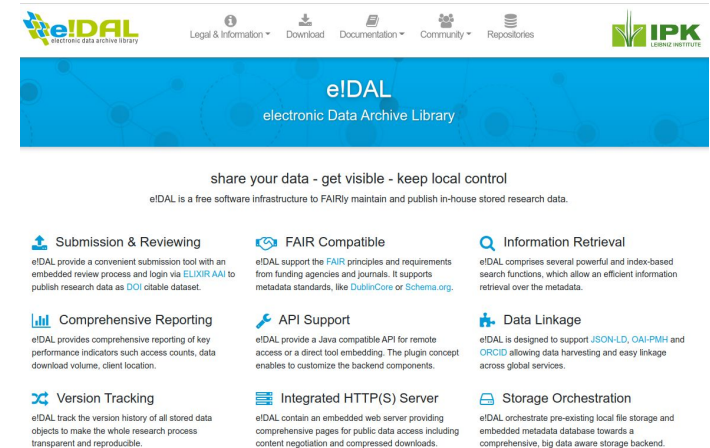 e!DAL
electronic data archive library
Legal & Information
Download
Documentation
Community
Repositories
IPK
LEIBNIZ INSTITUTE
e!DAL
electronic Data Archive Library
share your data - get visible - keep local control
e!DAL is a free software infrastructure to FAIRly maintain and publish in-house stored research data.
Submission & Reviewing
e!DAL provide a convenient submission tool with an
embedded review process and login via ELIXIR AAI to
publish research data as DOI citable dataset.
FAIR Compatible
e!DAL support the FAIR principles and requirements
from funding agencies and journals. It supports
metadata standards, like DublinCore or Schema.org.
Information Retrieval
e!DAL comprises several powerful and index-based
search functions, which allow an efficient information
retrieval over the metadata.
Comprehensive Reporting
e!DAL provides comprehensive reporting of key
performance indicators such as access counts, data
download volume, client location.
API Support
e!DAL provide a Java compatible API for remote
access or a direct tool embedding. The plugin concept
enables to customize the backend components.
Data Linkage
e!DAL is designed to support JSON-LD, OAI-PMH and
ORCID allowing data harvesting and easy linkage
across global services.
Version Tracking
e!DAL track the version history of all stored data
objects to make the whole research process
transparent and reproducible.
Integrated HTTP(S) Server
e!DAL contain an embedded web server providing
comprehensive pages for public data access including
content negotiation and compressed downloads.
Storage Orchestration
e!DAL orchestrate pre-existing local file storage and
embedded metadata database towards a
comprehensive, big data aware storage backend.